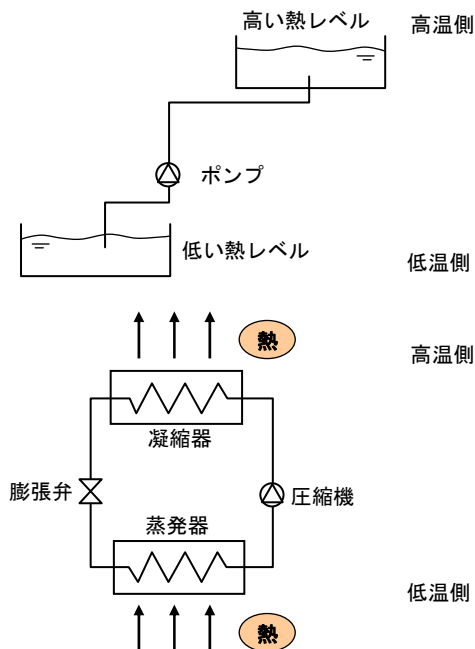 高い熱レベル
高温側
ポンプ
低い熱レベル
低温側
熱
高温側
凝縮器
膨張弁
圧縮機
蒸発器
低温側
熱